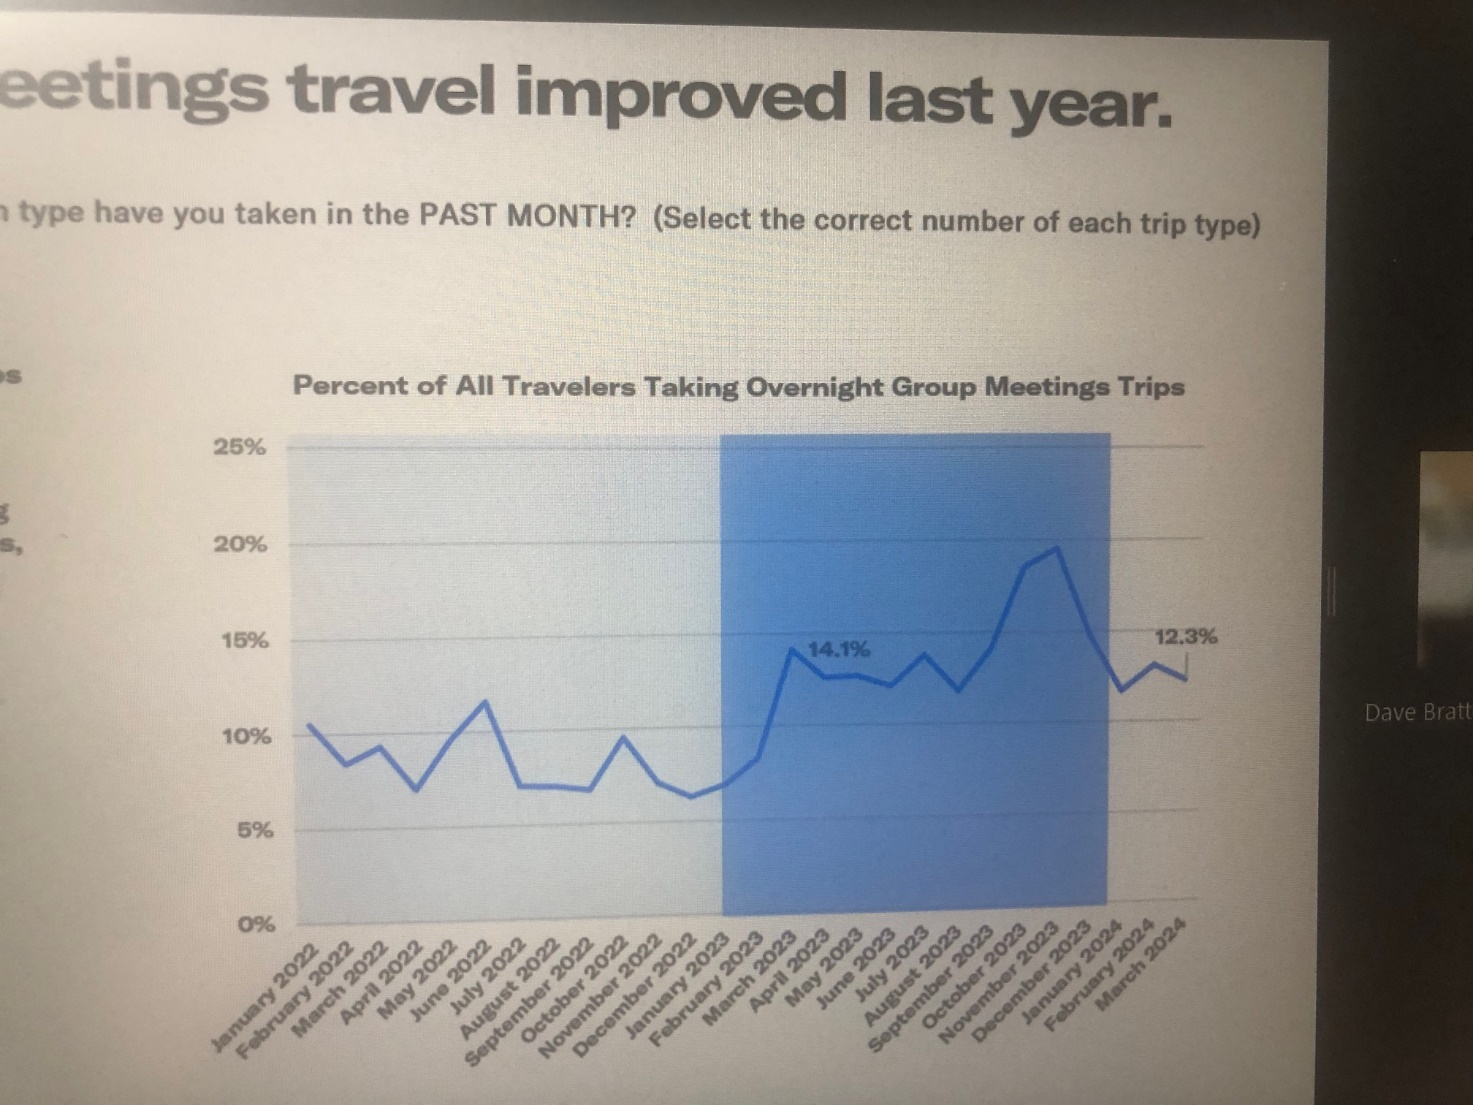 eetings travel improved last year.
type have you taken in the PAST MONTH? (Select the correct number of each trip type)
s,
Percent of All Travelers Taking Overnight Group Meetings Trips
25%
20%
15%
10%
5%
0%
14.1%
12.3%
January 2022
February 2022
March 2022
April 2022
May 2022
June 2022
July 2022
August 2022
September 2022
October 2022
November 2022
December 2022
January 2023
February 2023
March 2023
April 2023
May 2023
June 2023
July 2023
August 2023
September 2023
October 2023
November 2023
December 2023
January 2024
February 2024
March 2024
Dave Bratt